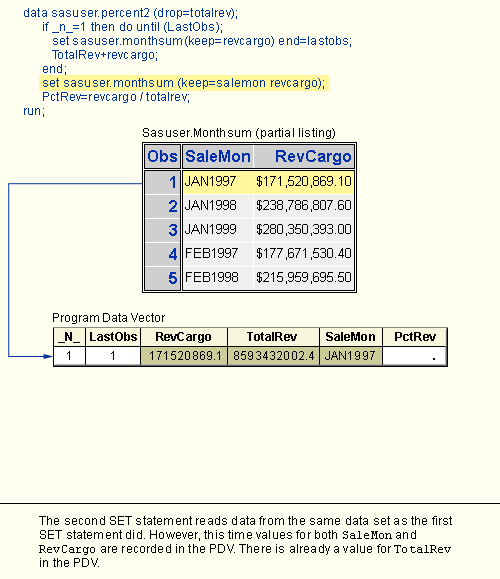 data sasuser.percent2 (drop=totalrev);
if _n_=1 then do until (LastObs);
set sasuser.monthsum(keep=revcargo) end=lastobs;
TotalRev+revcargo;
end;
set sasuser.monthsum (keep=salemon revcargo);
PctRev=revcargo / totalrev;
run;
Sasuser.Monthsum (partial listing)
Obs SaleMon RevCargo
1 JAN1997 $171,520,869.10
2 JAN1998 $238,786,807.60
3 JAN1999 $280,350,393.00
4 FEB1997 $177,671,530.40
5 FEB1998 $215,959,695.50
Program Data Vector
_N_ LastObs RevCargo TotalRev SaleMon PctRev
1 1 171520869.1 8593432002.4 JAN1997 .
The second SET statement reads data from the same data set as the first
SET statement did. However, this time values for both SaleMon and
RevCargo are recorded in the PDV. There is already a value for TotalRev
in the PDV.